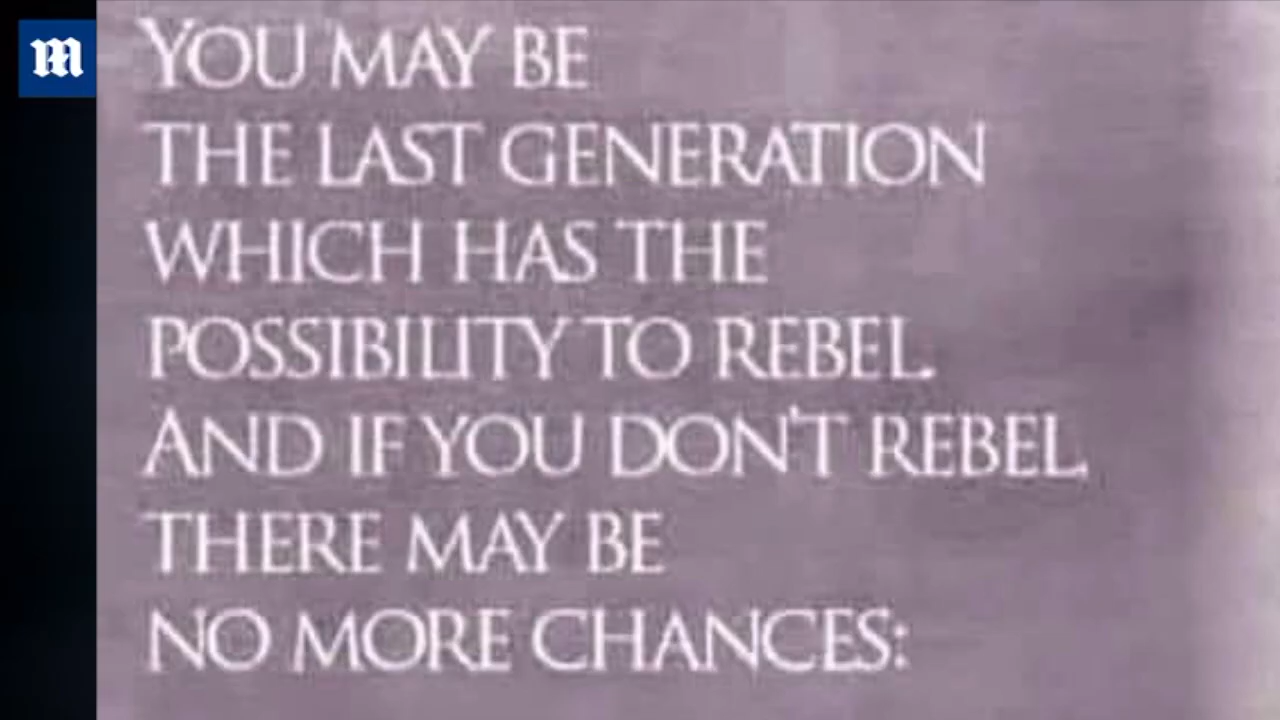 YOU MAY BE
THE LAST GENERATION
WHICH HAS THE
POSSIBILITY TO REBEL.
AND IF YOU DON'T REBEL,
THERE MAY BE
NO MORE CHANCES: